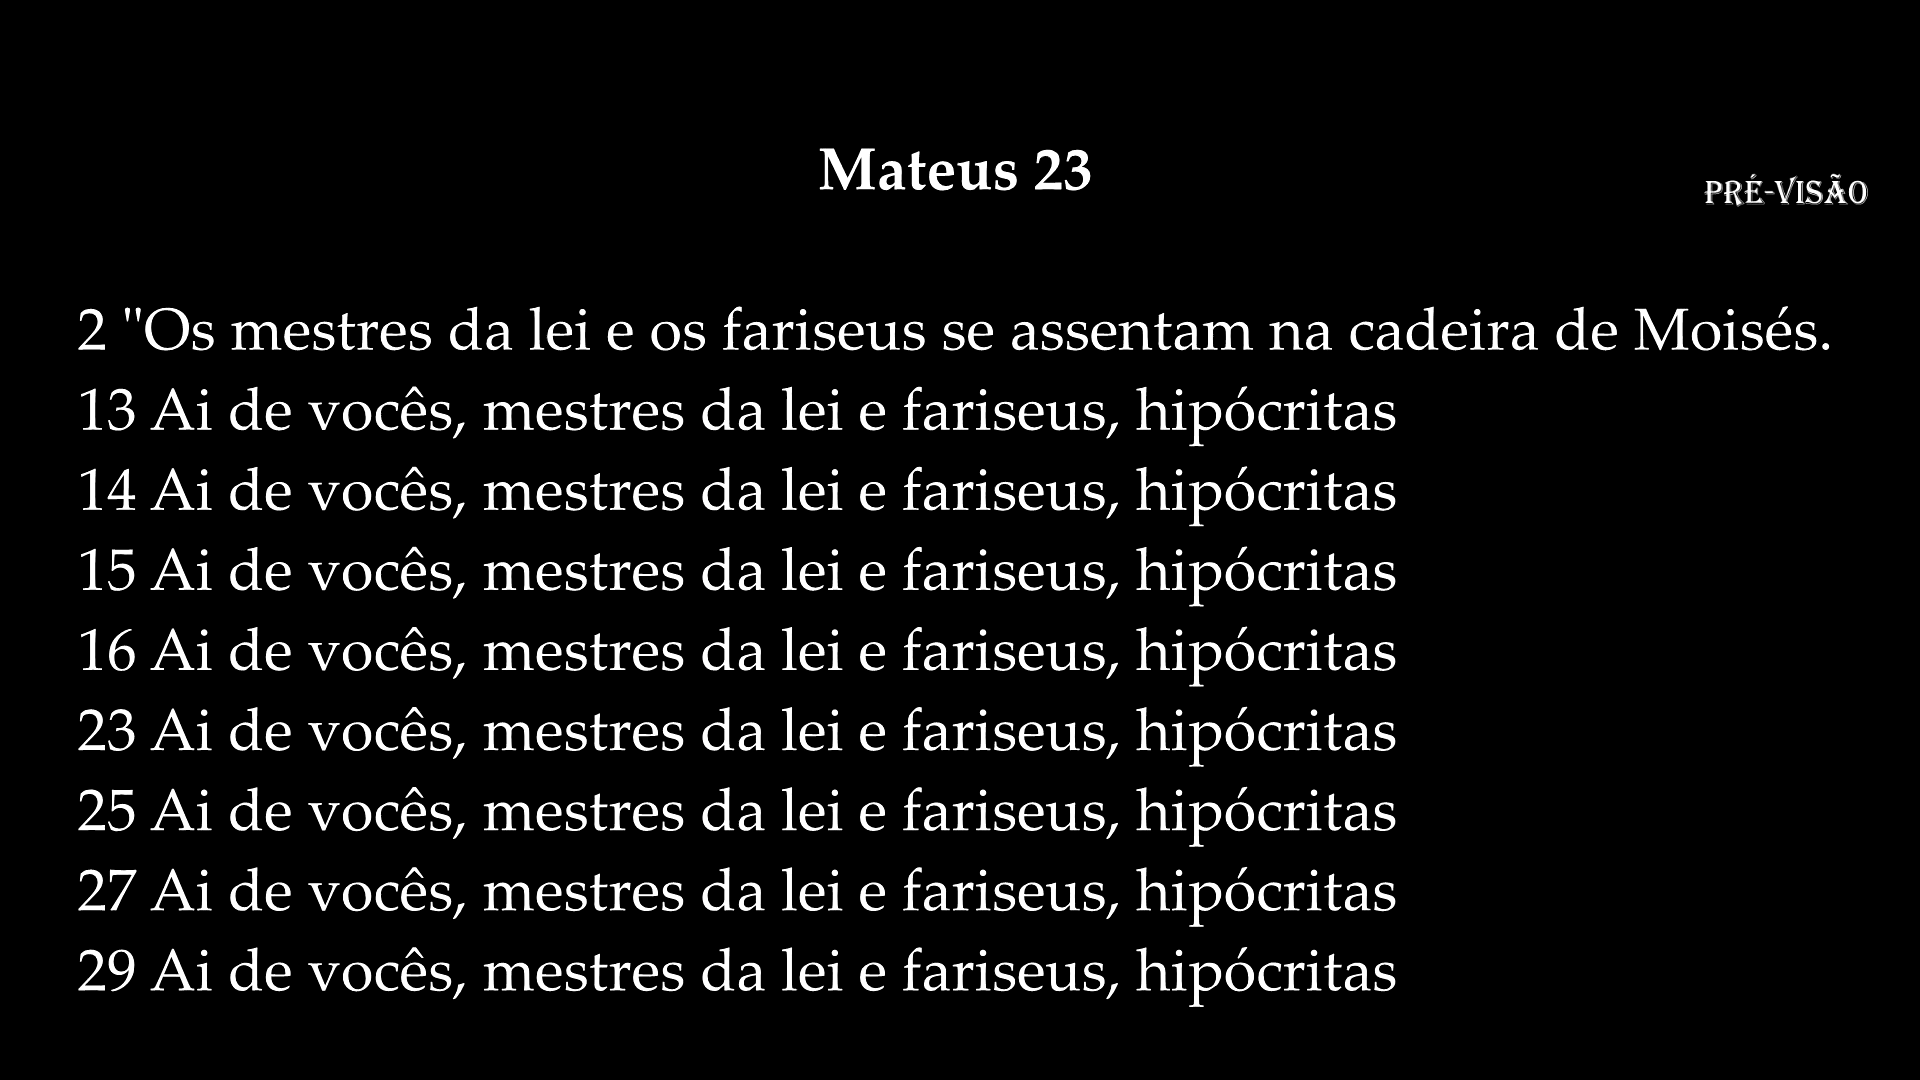 Mateus 23
PRÉ-VISÃO
2 "Os mestres da lei e os fariseus se assentam na cadeira de Moisés.
13 Ai de vocês, mestres da lei e fariseus, hipócritas
14 Ai de vocês, mestres da lei e fariseus, hipócritas
15 Ai de vocês, mestres da lei e fariseus, hipócritas
16 Ai de vocês, mestres da lei e fariseus, hipócritas
23 Ai de vocês, mestres da lei e fariseus, hipócritas
25 Ai de vocês, mestres da lei e fariseus, hipócritas
27 Ai de vocês, mestres da lei e fariseus, hipócritas
29 Ai de vocês, mestres da lei e fariseus, hipócritas